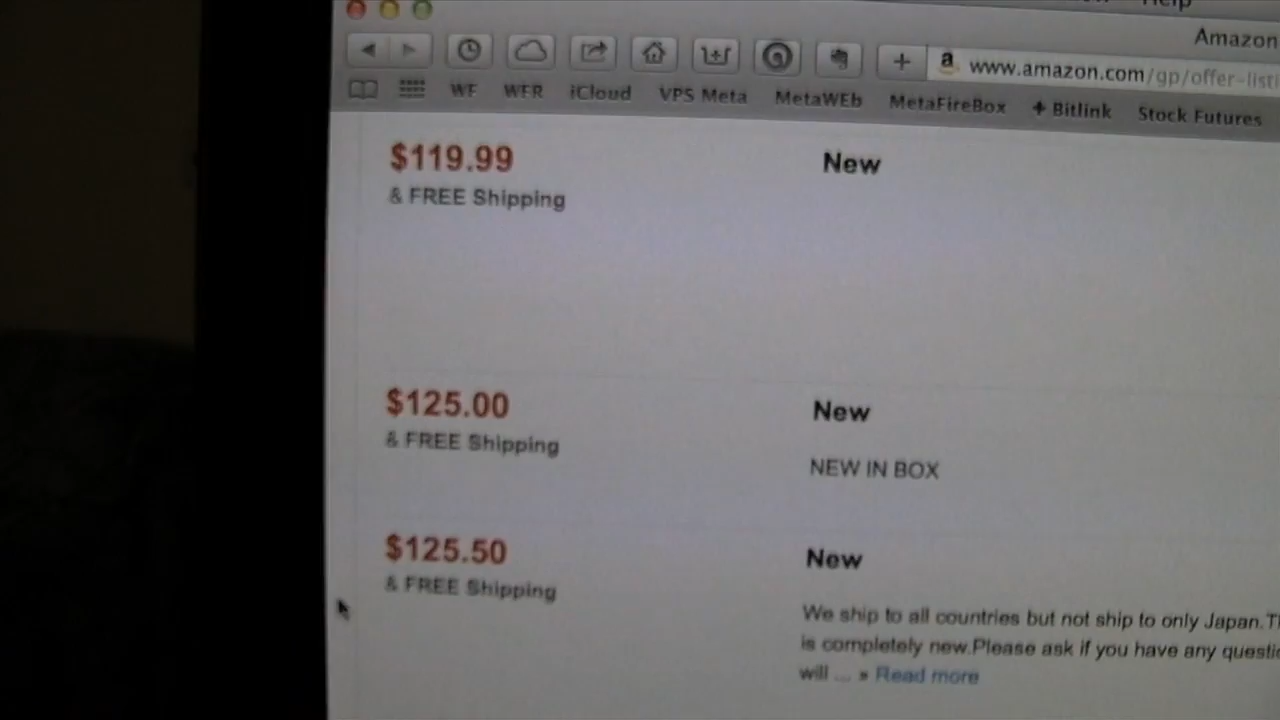 Help
Amazon
www.amazon.com/gp/offer-listi
WF WFR iCloud VPS Meta MetaWEb MetaFireBox + Bitlink Stock Futures
$119.99 New
& FREE Shipping
$125.00 New
& FREE Shipping
NEW IN BOX
$125.50 New
& FREE Shipping
We ship to all countries but not ship to only Japan.Th
is completely new.Please ask if you have any questio
will ... » Read more